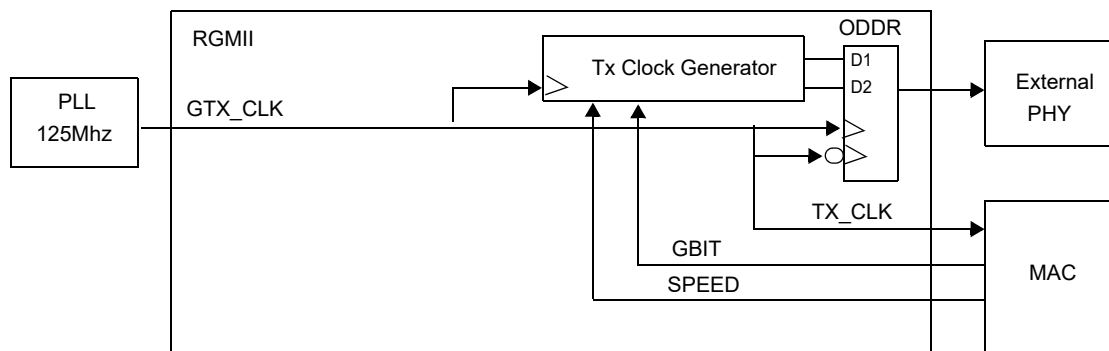 RGMII
ODDR
Tx Clock Generator
D1
D2
PLL
125Mhz
GTX_CLK
External
PHY
TX_CLK
GBIT
SPEED
MAC